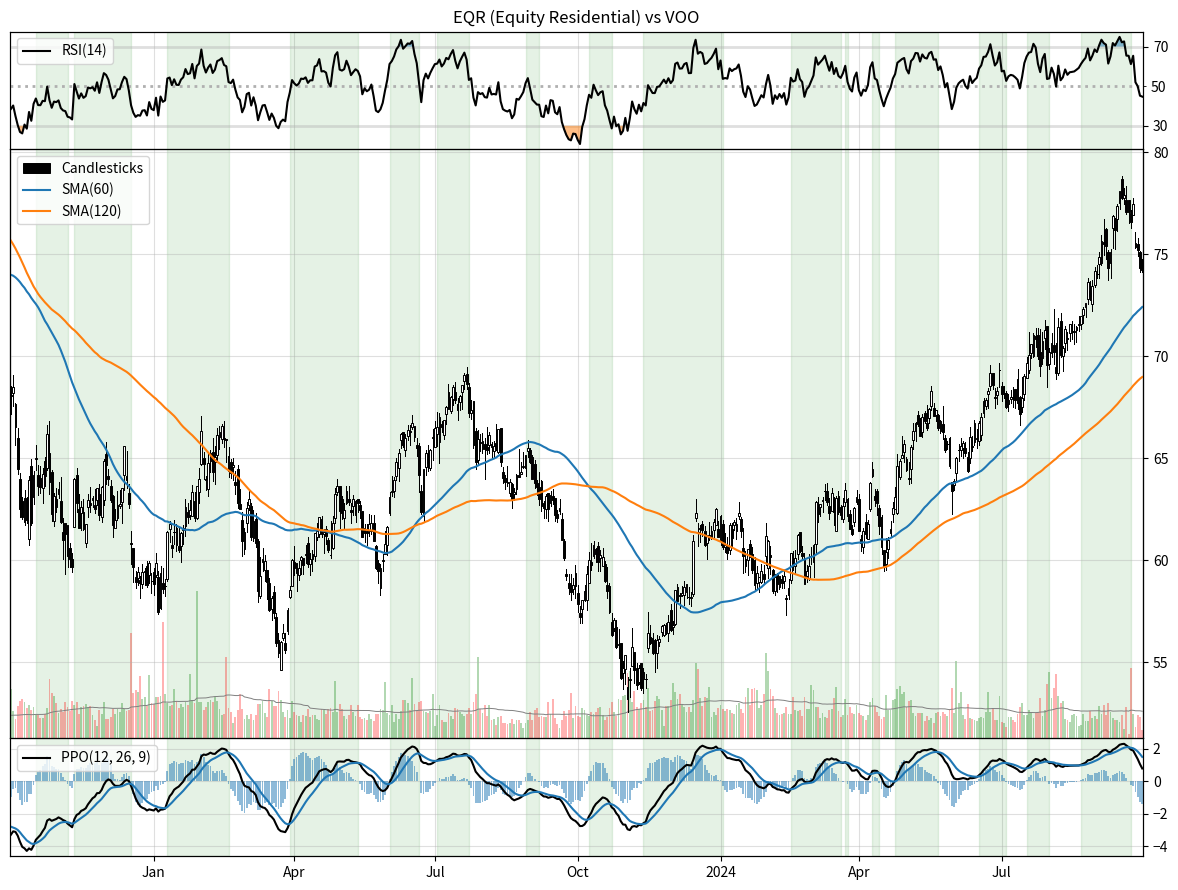 EQR (Equity Residential) vs VOO
RSI(14)
70
50
30
Candlesticks
SMA(60)
SMA(120)
80
75
70
65
60
55
PPO(12, 26, 9)
2
0
−2
−4
Jan Apr Jul Oct 2024 Apr Jul